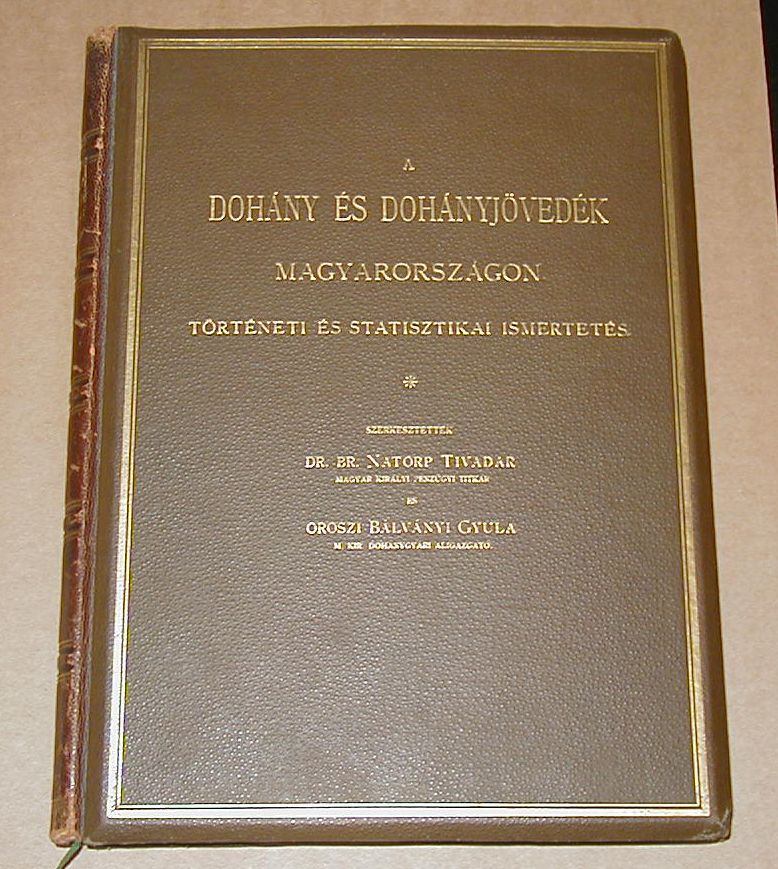 A
DOHÁNY ÉS DOHÁNYJÖVEDÉK
MAGYARORSZÁGON.
TÖRTÉNETI ÉS STATISZTIKAI ISMERTETÉS.
SZERKESZTETTÉK
DR. BR. NATORP TIVADAR
MAGYAR KIRÁLYI PÉNZÜGYI TITKÁR
ÉS
OROSZI BÁLVÁNYI GYULA
M. KIR. DOHÁNYGYÁRI ALIGAZGATÓ.